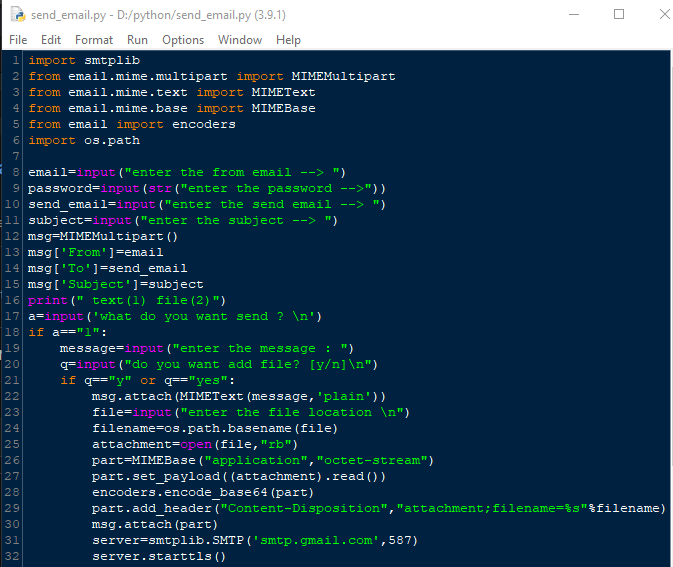 send_email.py - D:/python/send_email.py (3.9.1)
File Edit Format Run Options Window Help
1 import smtplib
2 from email.mime.multipart import MIMEMultipart
3 from email.mime.text import MIMEText
4 from email.mime.base import MIMEBase
5 from email import encoders
6 import os.path
7
8 email=input("enter the from email --> ")
9 password=input(str("enter the password -->"))
10 send_email=input("enter the send email --> ")
11 subject=input("enter the subject --> ")
12 msg=MIMEMultipart()
13 msg['From']=email
14 msg['To']=send_email
15 msg['Subject']=subject
16 print(" text(1) file(2)")
17 a=input('what do you want send ? \n')
18 if a=="1":
19     message=input("enter the message : ")
20     q=input("do you want add file? [y/n]\n")
21     if q=="y" or q=="yes":
22         msg.attach(MIMEText(message,'plain'))
23         file=input("enter the file location \n")
24         filename=os.path.basename(file)
25         attachment=open(file,"rb")
26         part=MIMEBase("application","octet-stream")
27         part.set_payload((attachment).read())
28         encoders.encode_base64(part)
29         part.add_header("Content-Disposition","attachment;filename=%s"%filename)
30         msg.attach(part)
31         server=smtplib.SMTP('smtp.gmail.com',587)
32         server.starttls()